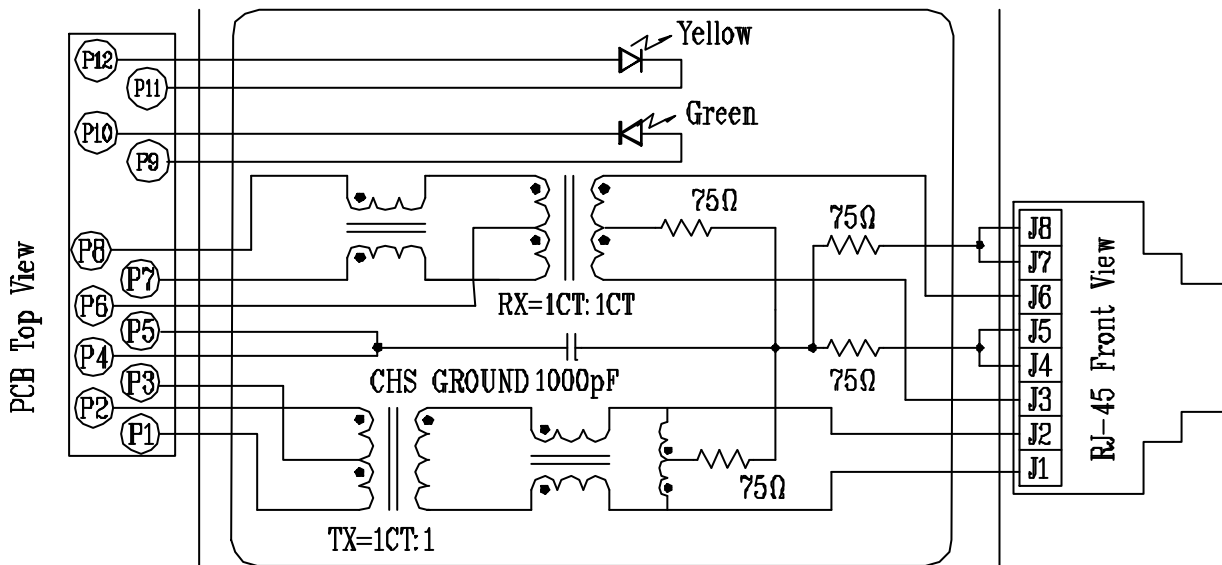 P12
Yellow
P11
P10
Green
P9
75Ω
75Ω
P8
P7
P6
P5
P4
P3
P2
P1
PCB Top View
RX=1CT:1CT
CHS GROUND
1000pF
75Ω
75Ω
TX=1CT:1
J8
J7
J6
J5
J4
J3
J2
J1
RJ-45 Front View